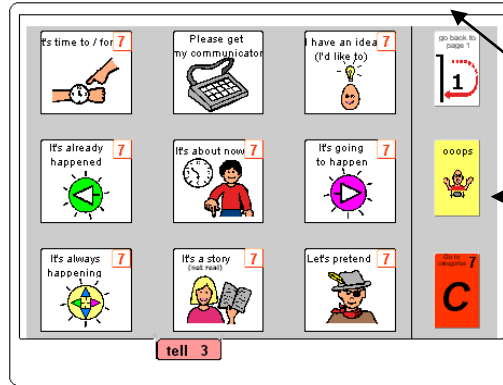 It's time to / for 7
Please get
my communicator
I have an idea 7
(I'd like to)
go back to
page 1
1
It's already 7
happened
It's about now 7
It's going 7
to happen
ooops
It's always 7
happening
It's a story 7
(not real)
Let's pretend 7
Go to
categories 7
C
tell 3